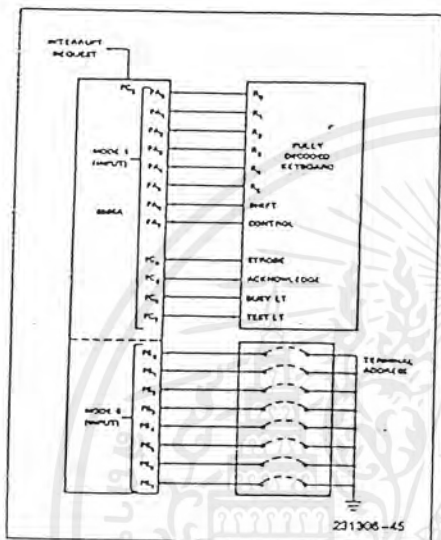 INTERRUPT
REQUEST
PC3
PA0
R0
PA1
R1
PA2
R2
PA3
R3
FULLY
DECODED
KEYBOARD
MODE 1
(INPUT)
PA4
R4
PA5
R5
PA6
SHIFT
PA7
CONTROL
PC4
STROBE
PC5
ACKNOWLEDGE
PC6
BUSY LT
PC7
TEST LT
PB0
TERMINAL
ADDRESS
PB1
PB2
PB3
MODE 0
(INPUT)
PB4
PB5
PB6
PB7
231308-45